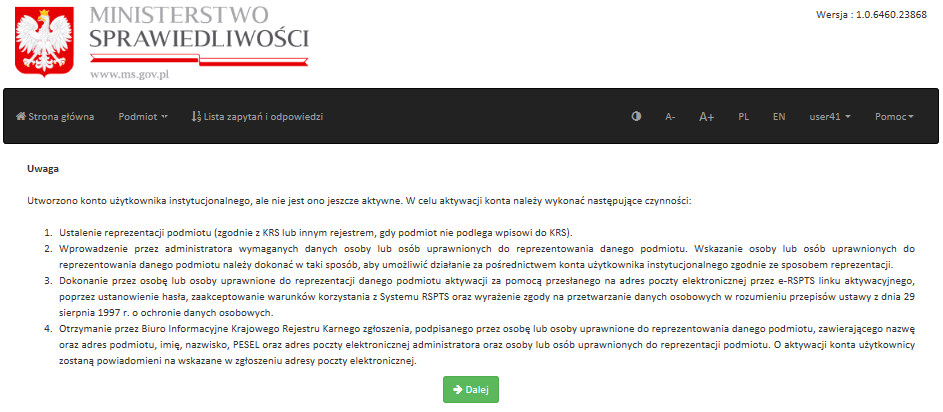 MINISTERSTWO
SPRAWIEDLIWOŚCI
www.ms.gov.pl
Wersja : 1.0.6460.23868
Strona główna Podmiot Lista zapytań i odpowiedzi A- A+ PL EN user41 Pomoc
Uwaga
Utworzono konto użytkownika instytucjonalnego, ale nie jest ono jeszcze aktywne. W celu aktywacji konta należy wykonać następujące czynności:
1. Ustalenie reprezentacji podmiotu (zgodnie z KRS lub innym rejestrem, gdy podmiot nie podlega wpisowi do KRS).
2. Wprowadzenie przez administratora wymaganych danych osoby lub osób uprawnionych do reprezentowania danego podmiotu. Wskazanie osoby lub osób uprawnionych do
reprezentowania danego podmiotu należy dokonać w taki sposób, aby umożliwić działanie za pośrednictwem konta użytkownika instytucjonalnego zgodnie ze sposobem reprezentacji.
3. Dokonanie przez osobę lub osoby uprawnione do reprezentacji danego podmiotu aktywacji za pomocą przesłanego na adres poczty elektronicznej przez e-RSPTS linku aktywacyjnego,
poprzez ustanowienie hasła, zaakceptowanie warunków korzystania z Systemu RSPTS oraz wyrażenie zgody na przetwarzanie danych osobowych w rozumieniu przepisów ustawy z dnia 29
sierpnia 1997 r. o ochronie danych osobowych.
4. Otrzymanie przez Biuro Informacyjne Krajowego Rejestru Karnego zgłoszenia, podpisanego przez osobę lub osoby uprawnione do reprezentowania danego podmiotu, zawierającego nazwę
oraz adres podmiotu, imię, nazwisko, PESEL oraz adres poczty elektronicznej administratora oraz osoby lub osób uprawnionych do reprezentacji podmiotu. O aktywacji konta użytkownicy
zostaną powiadomieni na wskazane w zgłoszeniu adresy poczty elektronicznej.
Dalej